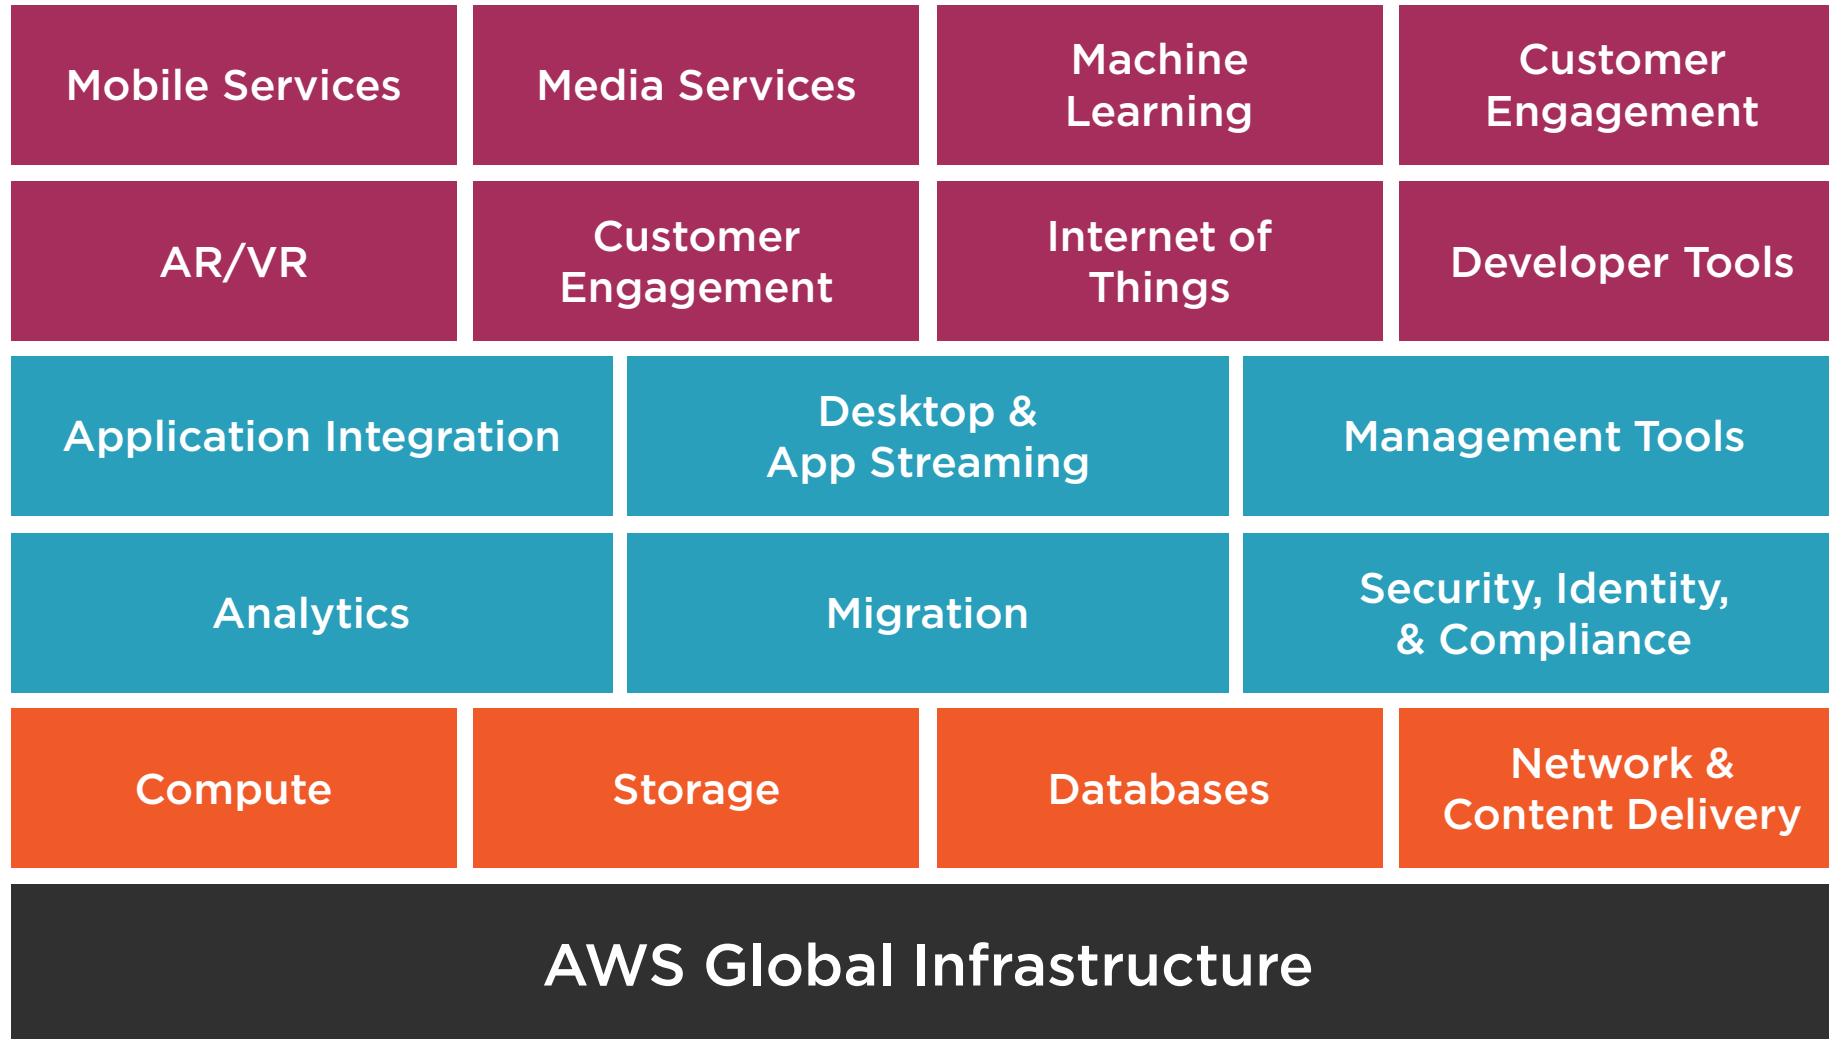 Mobile Services
Media Services
Machine
Learning
Customer
Engagement
AR/VR
Customer
Engagement
Internet of
Things
Developer Tools
Application Integration
Desktop &
App Streaming
Management Tools
Analytics
Migration
Security, Identity,
& Compliance
Compute
Storage
Databases
Network &
Content Delivery
AWS Global Infrastructure